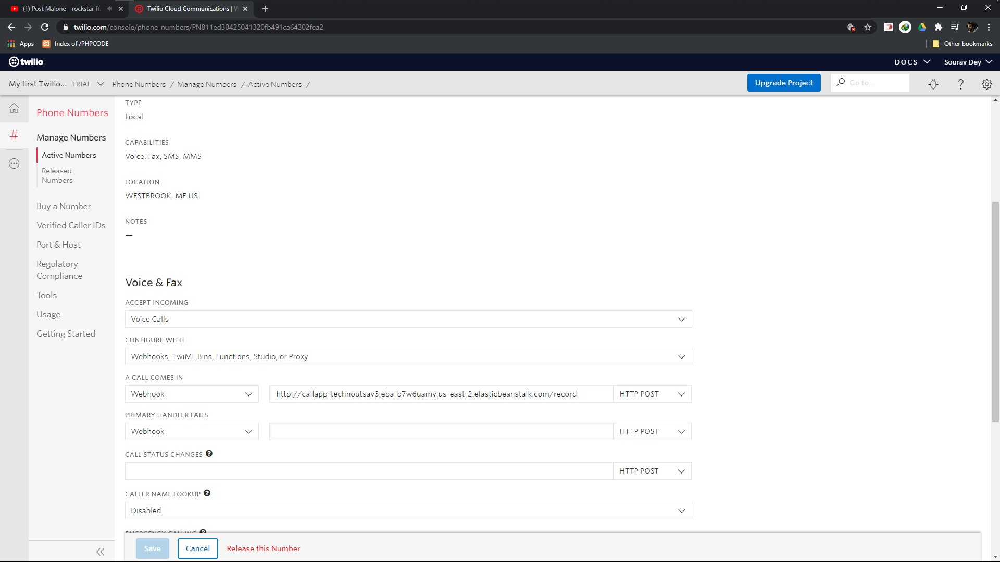 (1) Post Malone - rockstar ft.
Twilio Cloud Communications | W
twilio.com/console/phone-numbers/PN811ed30425041320fb491ca64302fea2
Apps
Index of /PHPCODE
Other bookmarks
twilio
DOCS
Sourav Dey
My first Twilio... TRIAL
Phone Numbers / Manage Numbers / Active Numbers /
Upgrade Project
Go to...
Phone Numbers
Manage Numbers
Active Numbers
Released
Numbers
Buy a Number
Verified Caller IDs
Port & Host
Regulatory
Compliance
Tools
Usage
Getting Started
TYPE
Local
CAPABILITIES
Voice, Fax, SMS, MMS
LOCATION
WESTBROOK, ME US
NOTES
—
Voice & Fax
ACCEPT INCOMING
Voice Calls
CONFIGURE WITH
Webhooks, TwiML Bins, Functions, Studio, or Proxy
A CALL COMES IN
Webhook
http://callapp-technoutsav3.eba-b7w6uamy.us-east-2.elasticbeanstalk.com/record
HTTP POST
PRIMARY HANDLER FAILS
Webhook
HTTP POST
CALL STATUS CHANGES
HTTP POST
CALLER NAME LOOKUP
Disabled
EMERGENCY CALLING
Save
Cancel
Release this Number